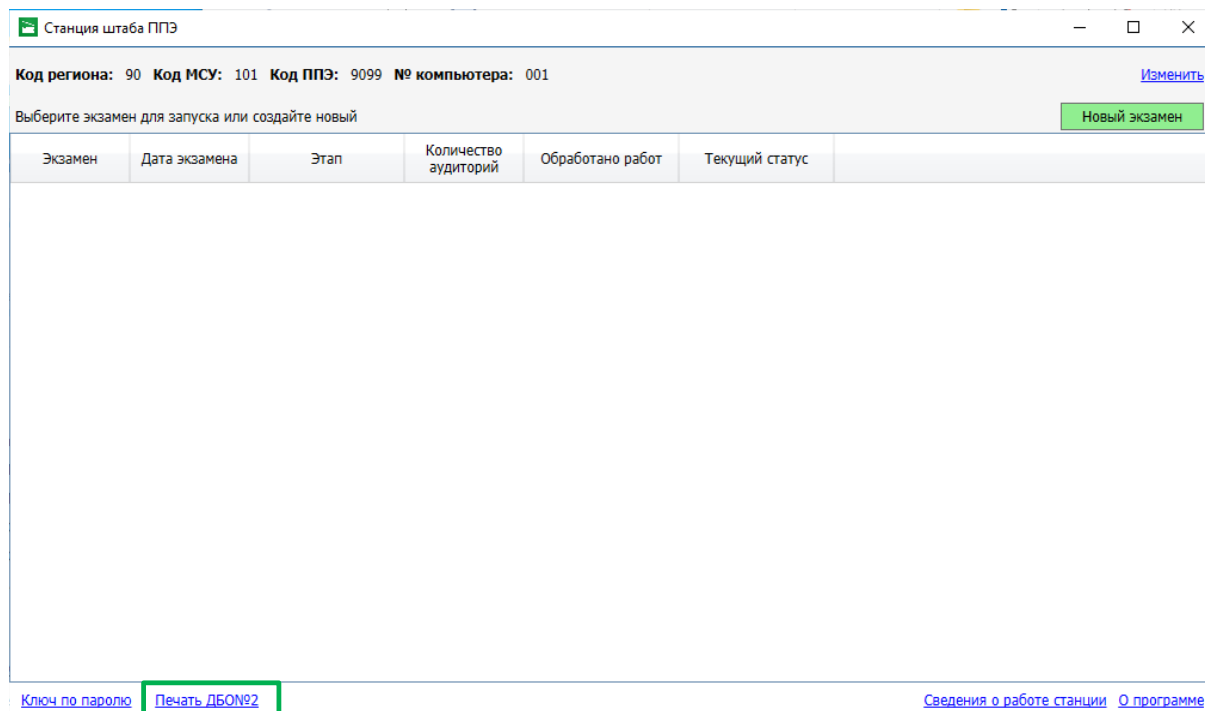 Станция штаба ППЭ
Код региона: 90 Код МСУ: 101 Код ППЭ: 9099 № компьютера: 001 Изменить
Выберите экзамен для запуска или создайте новый Новый экзамен
Экзамен Дата экзамена Этап Количество аудиторий Обработано работ Текущий статус
Ключ по паролю Печать ДБО№2 Сведения о работе станции О программе